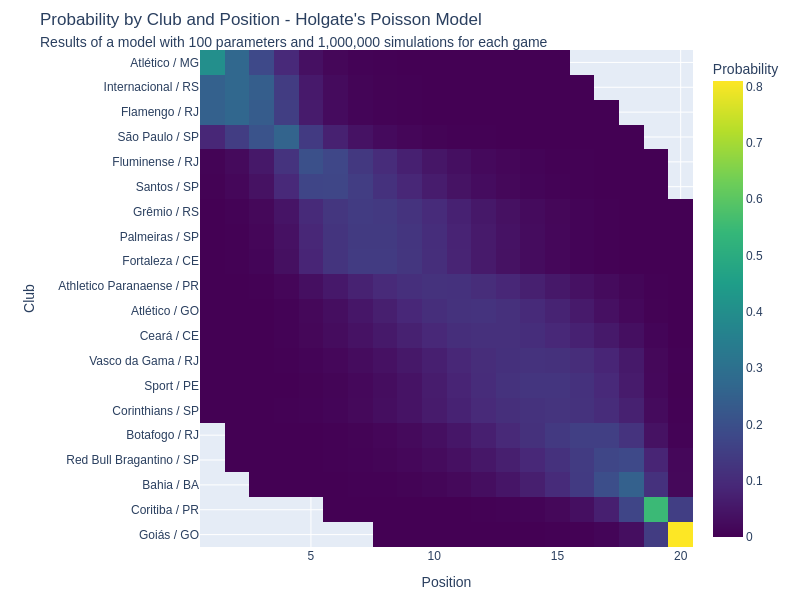 Probability by Club and Position - Holgate's Poisson Model
Results of a model with 100 parameters and 1,000,000 simulations for each game
Probability
Club
Atlético / MG
Internacional / RS
Flamengo / RJ
São Paulo / SP
Fluminense / RJ
Santos / SP
Grêmio / RS
Palmeiras / SP
Fortaleza / CE
Athletico Paranaense / PR
Atlético / GO
Ceará / CE
Vasco da Gama / RJ
Sport / PE
Corinthians / SP
Botafogo / RJ
Red Bull Bragantino / SP
Bahia / BA
Coritiba / PR
Goiás / GO
5 10 15 20
Position
0.8
0.7
0.6
0.5
0.4
0.3
0.2
0.1
0